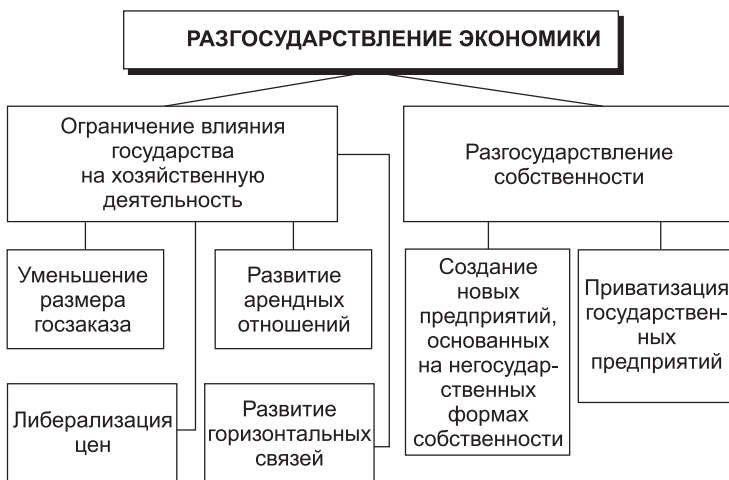 РАЗГОСУДАРСТВЛЕНИЕ ЭКОНОМИКИ
Ограничение влияния
государства
на хозяйственную
деятельность
Разгосударствление
собственности
Уменьшение
размера
госзаказа
Развитие
арендных
отношений
Создание
новых
предприятий,
основанных
на негосудар-
ственных
формах
собственности
Приватизация
государствен-
ных
предприятий
Либерализация
цен
Развитие
горизонтальных
связей